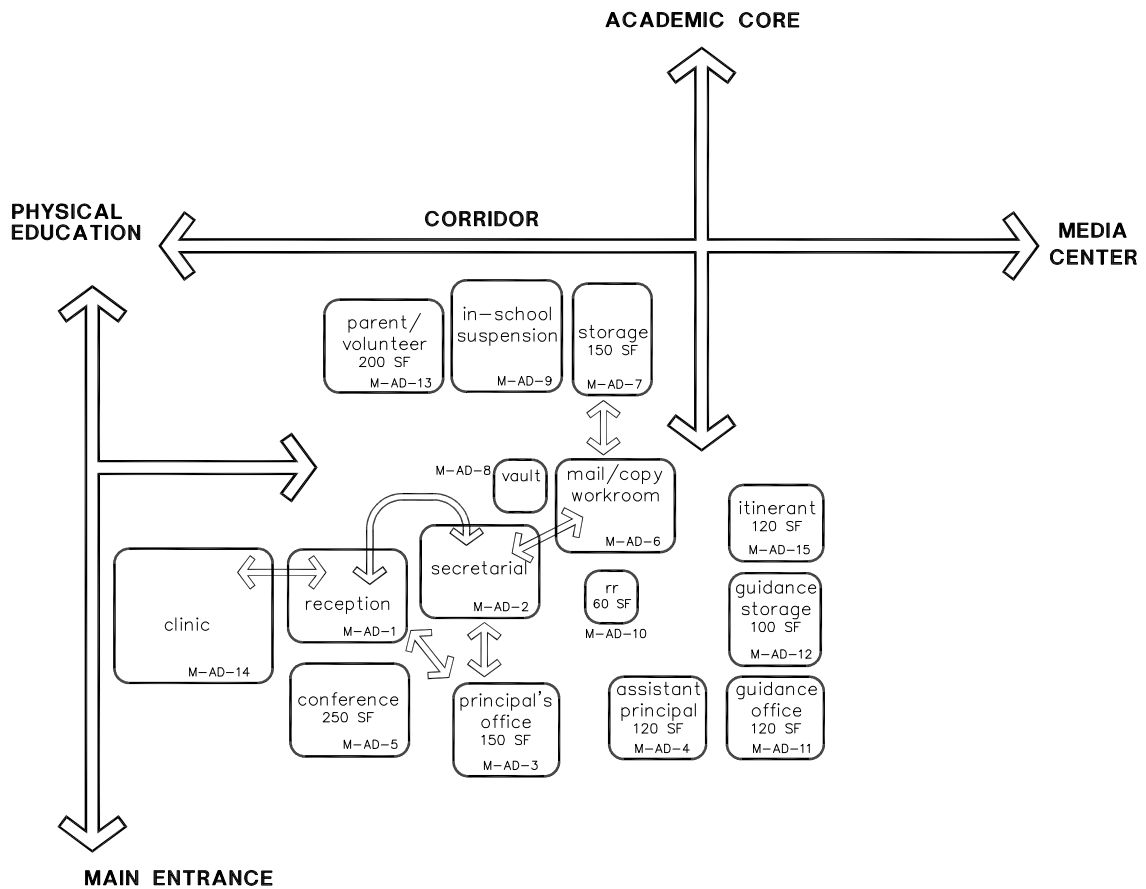 ACADEMIC CORE
PHYSICAL
EDUCATION
CORRIDOR
MEDIA
CENTER
parent/
volunteer
200 SF
M-AD-13
in-school
suspension
M-AD-9
storage
150 SF
M-AD-7
M-AD-8
vault
mail/copy
workroom
M-AD-6
itinerant
120 SF
M-AD-15
clinic
M-AD-14
reception
M-AD-1
secretarial
M-AD-2
rr
60 SF
M-AD-10
guidance
storage
100 SF
M-AD-12
conference
250 SF
M-AD-5
principal's
office
150 SF
M-AD-3
assistant
principal
120 SF
M-AD-4
guidance
office
120 SF
M-AD-11
MAIN ENTRANCE